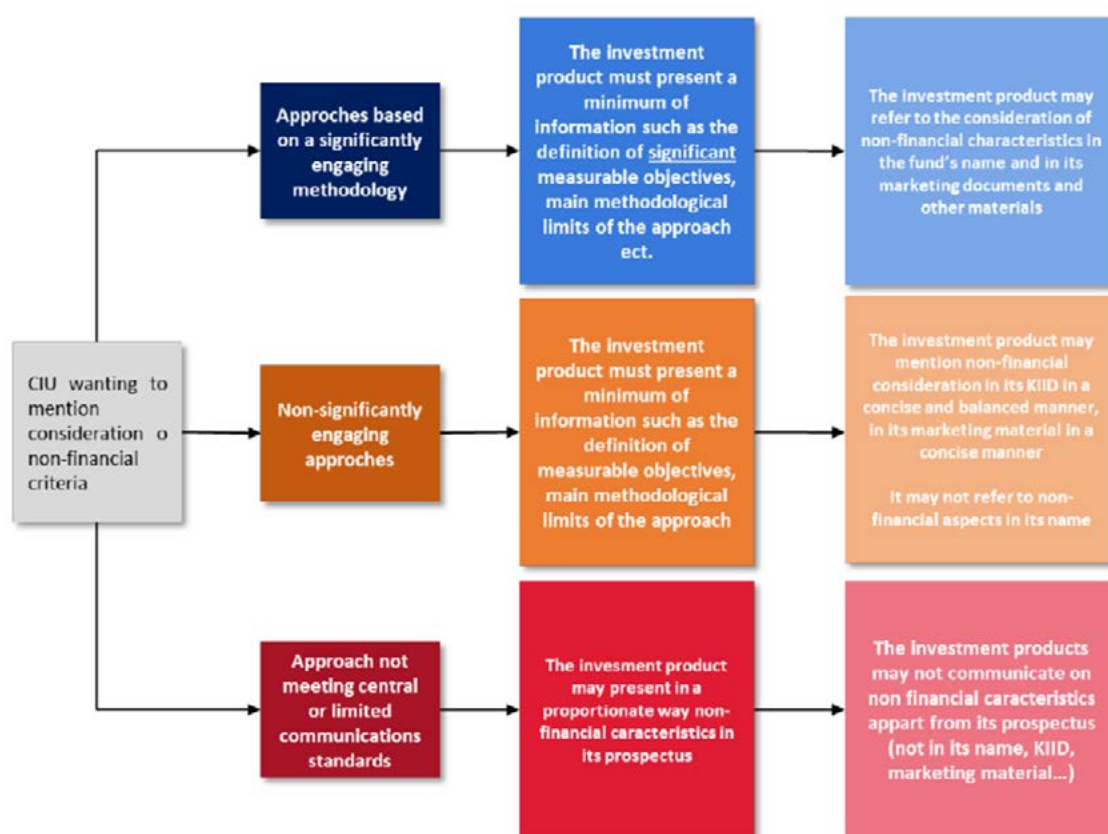 Approches based
on a significantly
engaging
methodology
The investment
product must present a
minimum of
information such as the
definition of significant
measurable objectives,
main methodological
limits of the approach
ect.
The investment product may
refer to the consideration of
non-financial characteristics in
the fund's name and in its
marketing documents and
other materials
CIU wanting to
mention
consideration o
non-financial
criteria
Non-significantly
engaging
approches
The investment
product must present a
minimum of
information such as the
definition of
measurable objectives,
main methodological
limits of the approach
The investment product may
mention non-financial
consideration in its KIID in a
concise and balanced manner,
in its marketing material in a
concise manner
It may not refer to non-
financial aspects in its name
Approach not
meeting central
or limited
communications
standards
The invesment product
may present in a
proportionate way non-
financial caracteristics in
its prospectus
The investment products
may not communicate on
non financial caracteristics
appart from its prospectus
(not in its name, KIID,
marketing material...)